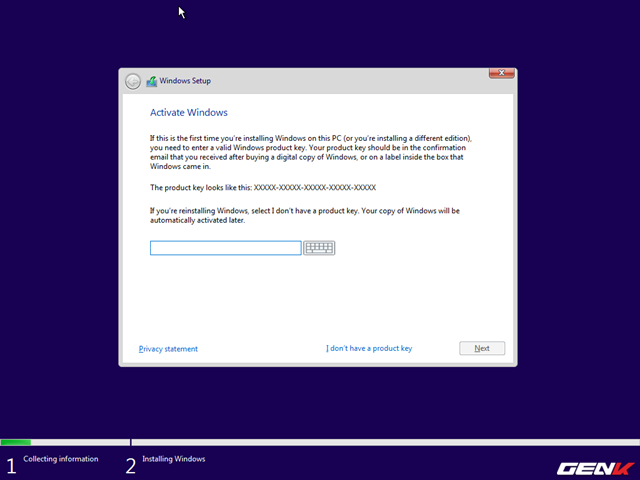 Windows Setup
Activate Windows
If this is the first time you're installing Windows on this PC (or you're installing a different edition),
you need to enter a valid Windows product key. Your product key should be in the confirmation
email that you received after buying a digital copy of Windows, or on a label inside the box that
Windows came in.
The product key looks like this: XXXXX-XXXXX-XXXXX-XXXXX-XXXXX
If you're reinstalling Windows, select I don't have a product key. Your copy of Windows will be
automatically activated later.
Privacy statement
I don't have a product key
Next
1 Collecting information
2 Installing Windows
GENK